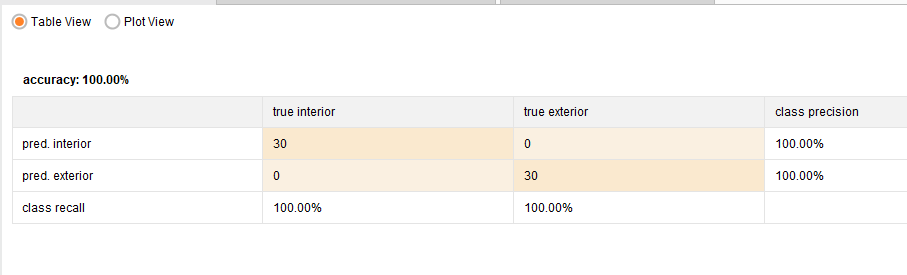 Table View Plot View
accuracy: 100.00%
true interior true exterior class precision
pred. interior 30 0 100.00%
pred. exterior 0 30 100.00%
class recall 100.00% 100.00%